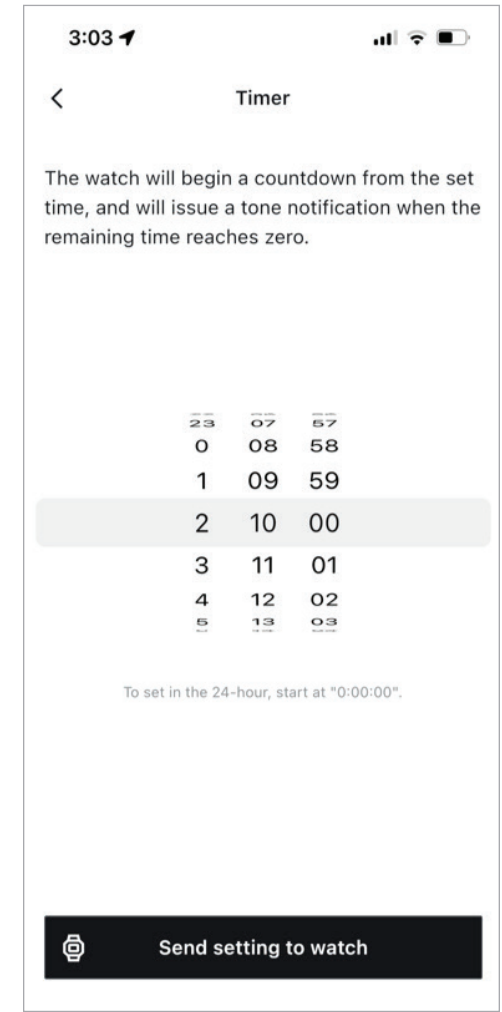 3:03
Timer
The watch will begin a countdown from the set
time, and will issue a tone notification when the
remaining time reaches zero.
23 07 57
0 08 58
1 09 59
2 10 00
3 11 01
4 12 02
5 13 03
To set in the 24-hour, start at "0:00:00".
Send setting to watch